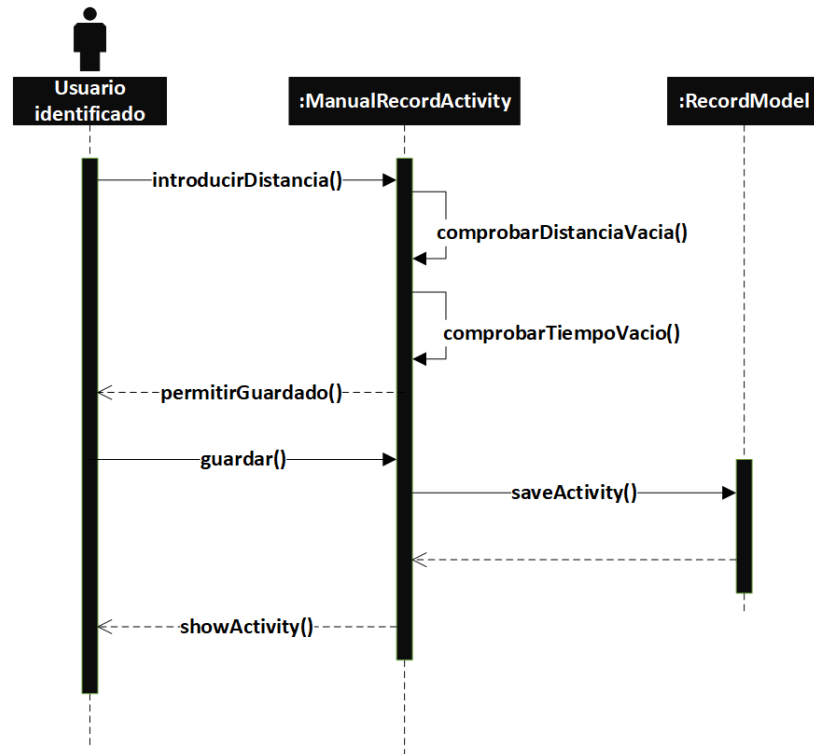 Usuario
identificado
:ManualRecordActivity
:RecordModel
introducirDistancia()
comprobarDistanciaVacia()
comprobarTiempoVacio()
permitirGuardado()
guardar()
saveActivity()
showActivity()